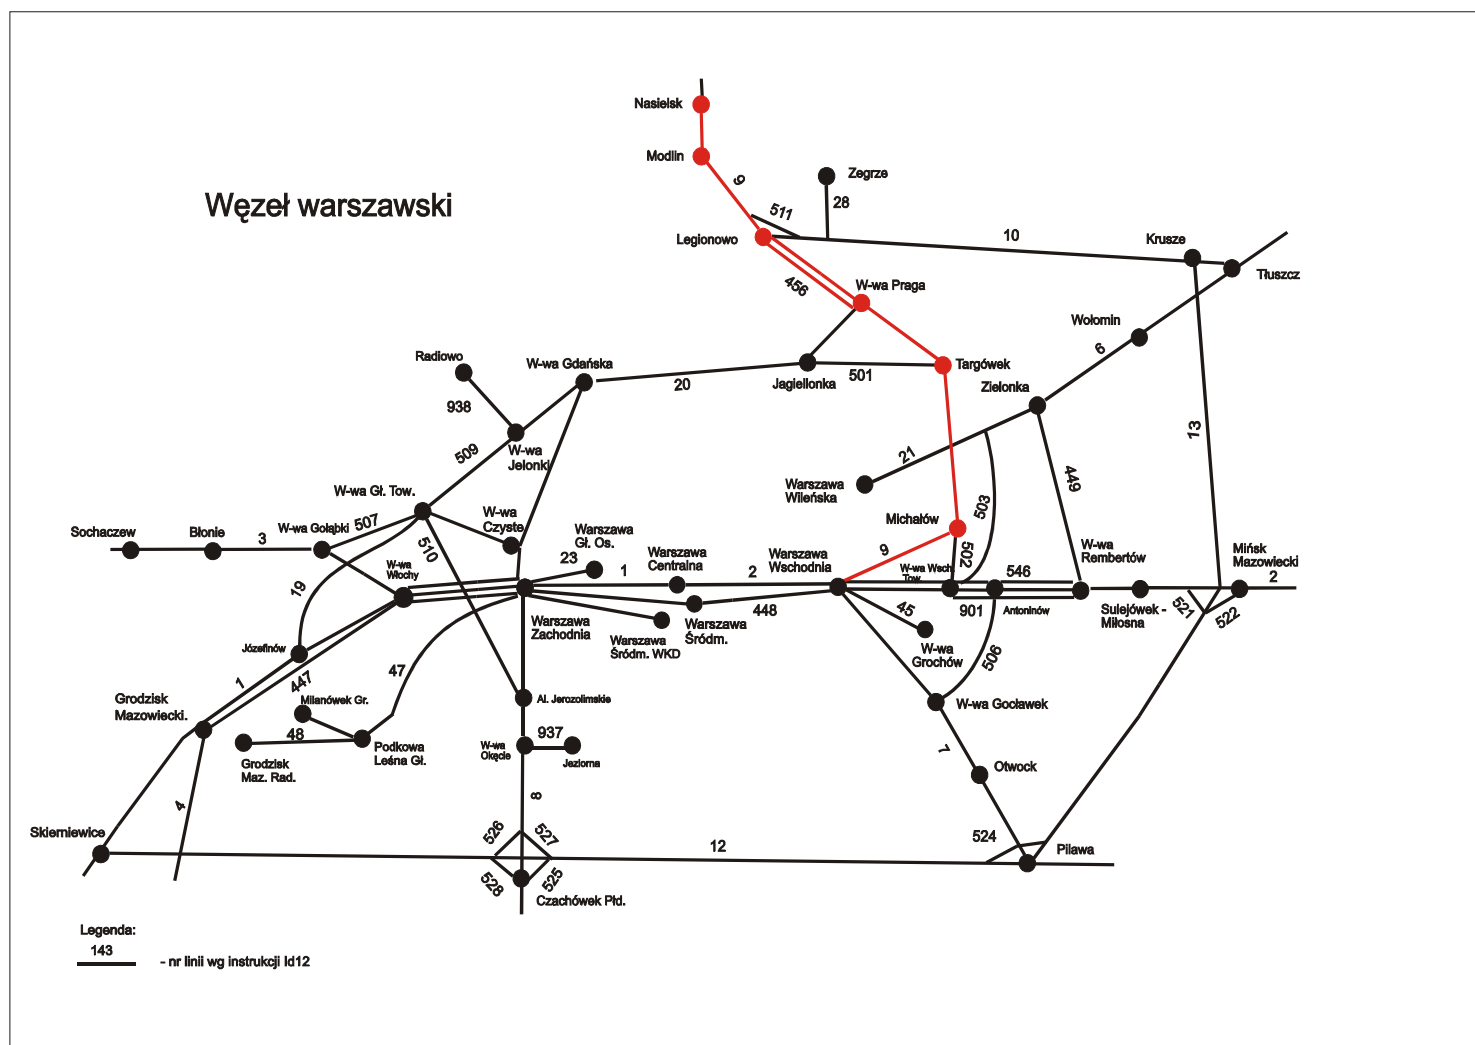 Nasielsk
Modlin
9
Zegrze
Węzeł warszawski
511
28
Legionowo
10
Krusze
Tłuszcz
456
W-wa Praga
Wołomin
Radiowo
W-wa Gdańska
6
Targówek
20
Jagiellonka
501
Zielonka
938
13
509
W-wa
Jelonki
21
449
W-wa Gł. Tow.
Warszawa
Wileńska
503
W-wa
Czyste
Michałów
Sochaczew
Błonie
3
W-wa Gołąbki
507
510
Warszawa
Gł. Os.
Warszawa
Centralna
Warszawa
Wschodnia
9
502
W-wa
Rembertów
Mińsk
Mazowiecki
W-wa
Włochy
23
1
2
W-wa Wsch.
Tow.
546
2
19
448
45
901
Antoninów
Sulejówek -
Miłosna
521
522
Warszawa
Zachodnia
Warszawa
Śródm. WKD
Warszawa
Śródm.
W-wa
Grochów
506
Józefinów
47
1
447
Grodzisk
Mazowiecki.
Milanówek Gr.
Al. Jerozolimskie
W-wa Gocławek
48
Grodzisk
Maz. Rad.
Podkowa
Leśna Gł.
W-wa
Okęcie
937
Jeziorna
7
Otwock
4
8
Skierniewice
526
527
12
524
Pilawa
528
525
Czachówek Płd.
Legenda:
143
- nr linii wg instrukcji Id12